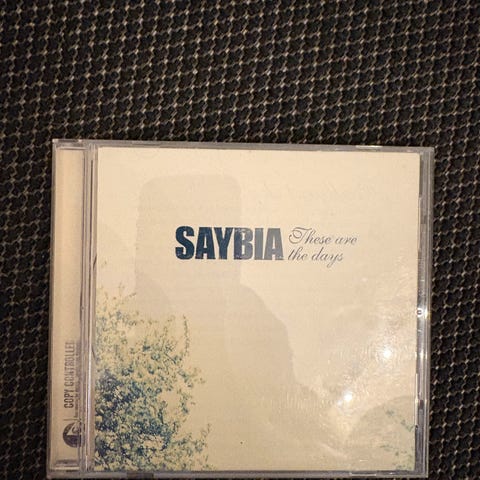 SAYBIA
These are
the days
COPY CONTROLLED